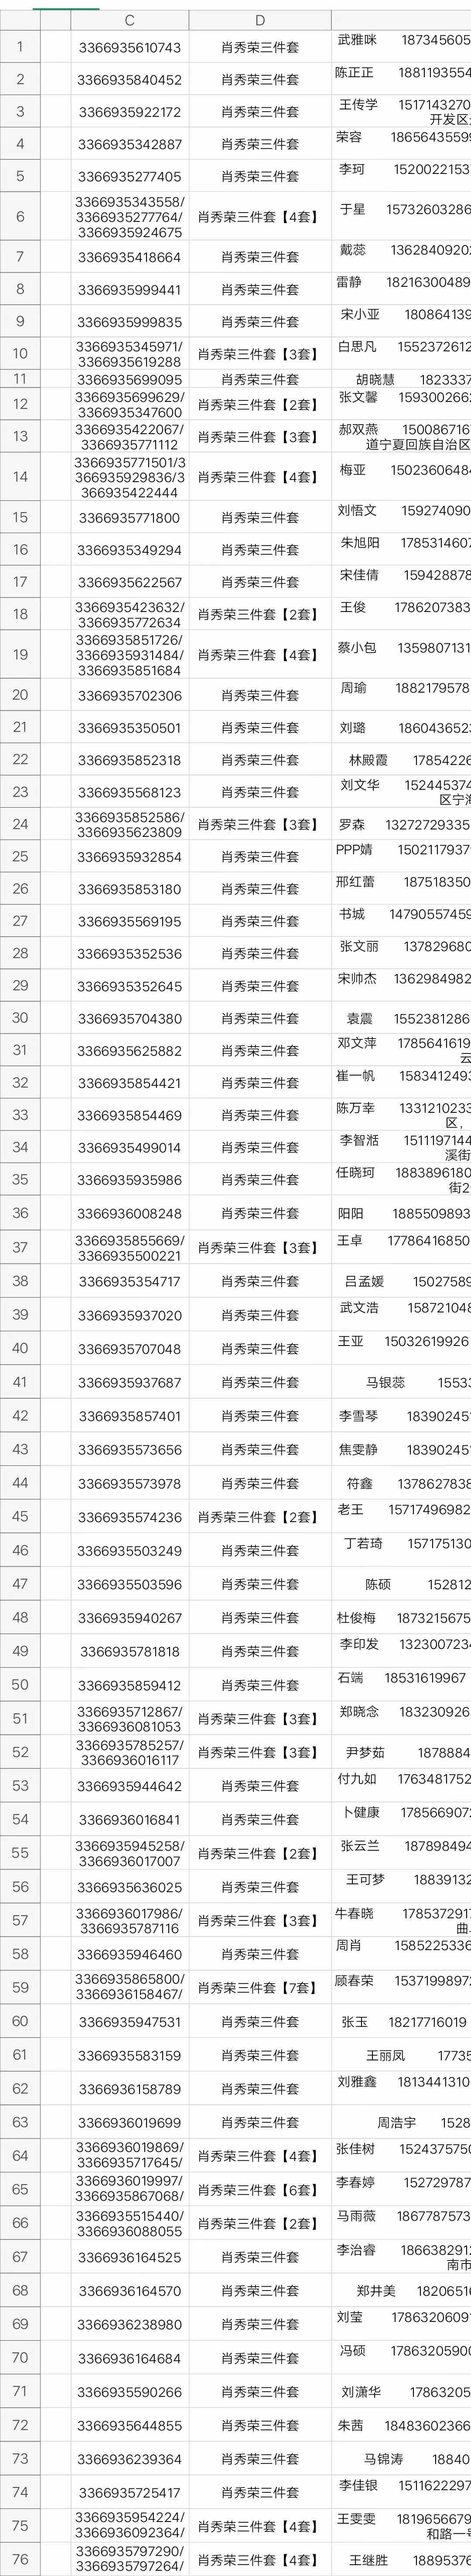 C D
1 3366935610743 肖秀荣三件套 武雅咪 187345605
2 3366935840452 肖秀荣三件套 陈正正 1881193554
3 3366935922172 肖秀荣三件套 王传学 1517143270
开发区
4 3366935342887 肖秀荣三件套 荣容 1865643559
5 3366935277405 肖秀荣三件套 李珂 1520022153
6 3366935343558/
3366935277764/
3366935924675 肖秀荣三件套【4套】 于星 15732603286
7 3366935418664 肖秀荣三件套 戴蕊 1362840920
8 3366935999441 肖秀荣三件套 雷静 18216300489
9 3366935999835 肖秀荣三件套 宋小亚 180864139
10 3366935345971/
3366935619288 肖秀荣三件套【3套】 白思凡 1552372612
11 3366935699095 肖秀荣三件套 胡晓慧 1823337
12 3366935699629/
3366935347600 肖秀荣三件套【2套】 张文馨 159300266
13 3366935422067/
3366935771112 肖秀荣三件套【3套】 郝双燕 150086716
道宁夏回族自治区
14 3366935771501/3
366935929836/3
366935422444 肖秀荣三件套【4套】 梅亚 1502360648
15 3366935771800 肖秀荣三件套 刘悟文 159274090
16 3366935349294 肖秀荣三件套 朱旭阳 1785314607
17 3366935622567 肖秀荣三件套 宋佳倩 159428878
18 3366935423632/
3366935772634 肖秀荣三件套【2套】 王俊 1786207383
19 3366935851726/
3366935931484/
3366935851684 肖秀荣三件套【4套】 蔡小包 1359807131
20 3366935702306 肖秀荣三件套 周瑜 1882179578
21 3366935350501 肖秀荣三件套 刘璐 1860436523
22 3366935852318 肖秀荣三件套 林殿霞 17854226
23 3366935568123 肖秀荣三件套 刘文华 152445374
区宁海
24 3366935852586/
3366935623809 肖秀荣三件套【3套】 罗森 13272729335
25 3366935932854 肖秀荣三件套 PPP婧 1502117937
26 3366935853180 肖秀荣三件套 邢红蕾 187518350
27 3366935569195 肖秀荣三件套 书城 14790557459
28 3366935352536 肖秀荣三件套 张文丽 137829680
29 3366935352645 肖秀荣三件套 宋帅杰 1362984982
30 3366935704380 肖秀荣三件套 袁震 1552381286
31 3366935625882 肖秀荣三件套 邓文萍 1785641619
云
32 3366935854421 肖秀荣三件套 崔一帆 1583412493
33 3366935854469 肖秀荣三件套 陈万幸 1331210233
区，
34 3366935499014 肖秀荣三件套 李智湉 1511197144
溪街
35 3366935935986 肖秀荣三件套 任晓珂 1883896180
街2
36 3366936008248 肖秀荣三件套 阳阳 1885509893
37 3366935855669/
3366935500221 肖秀荣三件套【3套】 王卓 17786416850
38 3366935354717 肖秀荣三件套 吕孟媛 15027589
39 3366935937020 肖秀荣三件套 武文浩 158721048
40 3366935707048 肖秀荣三件套 王亚 15032619926
41 3366935937687 肖秀荣三件套 马银蕊 1553
42 3366935857401 肖秀荣三件套 李雪琴 183902451
43 3366935573656 肖秀荣三件套 焦雯静 183902451
44 3366935573978 肖秀荣三件套 符鑫 1378627838
45 3366935574236 肖秀荣三件套【2套】 老王 15717496982
46 3366935503249 肖秀荣三件套 丁若琦 157175130
47 3366935503596 肖秀荣三件套 陈硕 152812
48 3366935940267 肖秀荣三件套 杜俊梅 1873215675
49 3366935781818 肖秀荣三件套 李印发 1323007234
50 3366935859412 肖秀荣三件套 石端 18531619967
51 3366935712867/
3366936081053 肖秀荣三件套【3套】 郑晓念 183230926
52 3366935785257/
3366936016117 肖秀荣三件套【3套】 尹梦茹 1878884
53 3366935944642 肖秀荣三件套 付九如 1763481752
54 3366936016841 肖秀荣三件套 卜健康 1785669072
55 3366935945258/
3366936017007 肖秀荣三件套【2套】 张云兰 187898494
56 3366935636025 肖秀荣三件套 王可梦 18839132
57 3366936017986/
3366935787116 肖秀荣三件套【3套】 牛春晓 1785372917
曲
58 3366935946460 肖秀荣三件套 周肖 1585225336
59 3366935865800/
3366936158467/ 肖秀荣三件套【7套】 顾春荣 1537199897
60 3366935947531 肖秀荣三件套 张玉 18217716019
61 3366935583159 肖秀荣三件套 王丽凤 17735
62 3366936158789 肖秀荣三件套 刘雅鑫 1813441310
63 3366936019699 肖秀荣三件套 周浩宇 1528
64 3366936019869/
3366935717645/ 肖秀荣三件套【4套】 张佳树 1524375750
65 3366936019997/
3366935867068/ 肖秀荣三件套【6套】 李春婷 152729787
66 3366935515440/
3366936088055 肖秀荣三件套【2套】 马雨薇 1867787573
67 3366936164525 肖秀荣三件套 李治睿 1866382912
南市
68 3366936164570 肖秀荣三件套 郑井美 18206516
69 3366936238980 肖秀荣三件套 刘莹 1786320609
70 3366936164684 肖秀荣三件套 冯硕 1786320590
71 3366935590266 肖秀荣三件套 刘潇华 17863205
72 3366935644855 肖秀荣三件套 朱茜 18483602366
73 3366936239364 肖秀荣三件套 马锦涛 18840
74 3366935725417 肖秀荣三件套 李佳银 1511622297
75 3366935954224/
3366936092364/ 肖秀荣三件套【4套】 王雯雯 1819656679
和路一号
76 3366935797290/
3366935797264/ 肖秀荣三件套【4套】 王继胜 18895376